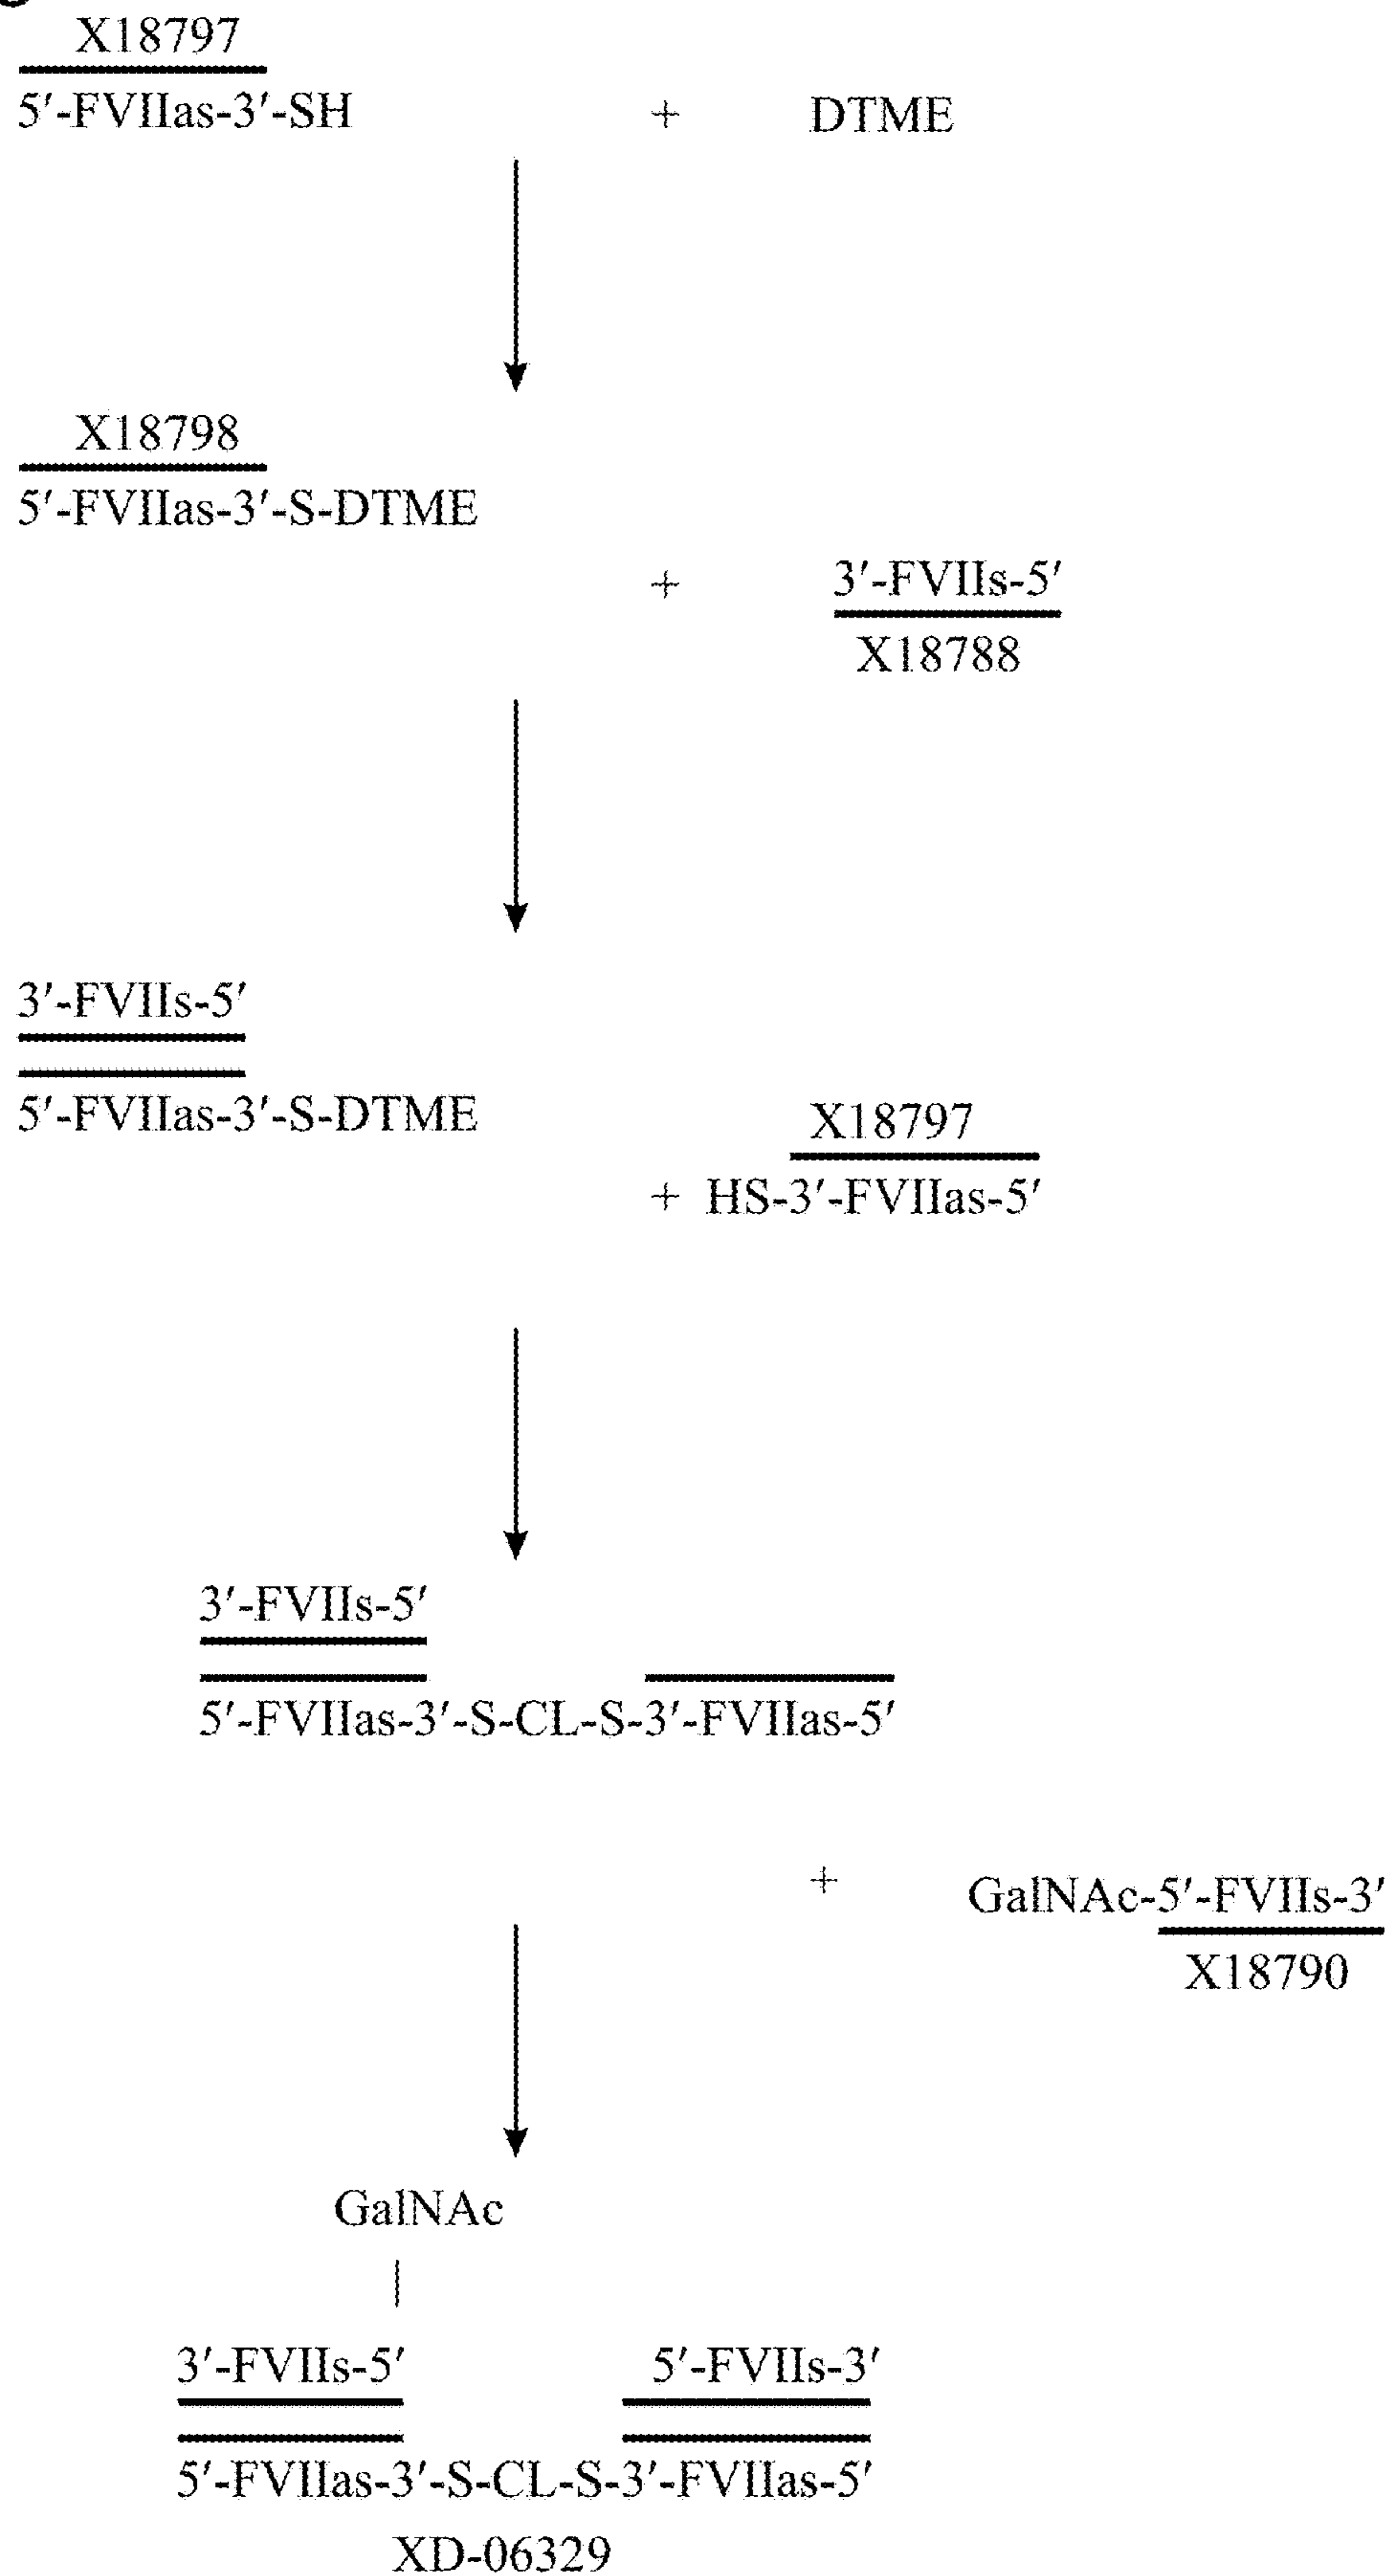 X18797
5′-FVIIas-3′-SH + DTME
X18798
5′-FVIIas-3′-S-DTME
+ 3′-FVIIs-5′
X18788
3′-FVIIs-5′
5′-FVIIas-3′-S-DTME
X18797
+ HS-3′-FVIIas-5′
3′-FVIIs-5′
5′-FVIIas-3′-S-CL-S-3′-FVIIas-5′
+ GalNAc-5′-FVIIs-3′
X18790
GalNAc
3′-FVIIs-5′ 5′-FVIIs-3′
5′-FVIIas-3′-S-CL-S-3′-FVIIas-5′
XD-06329